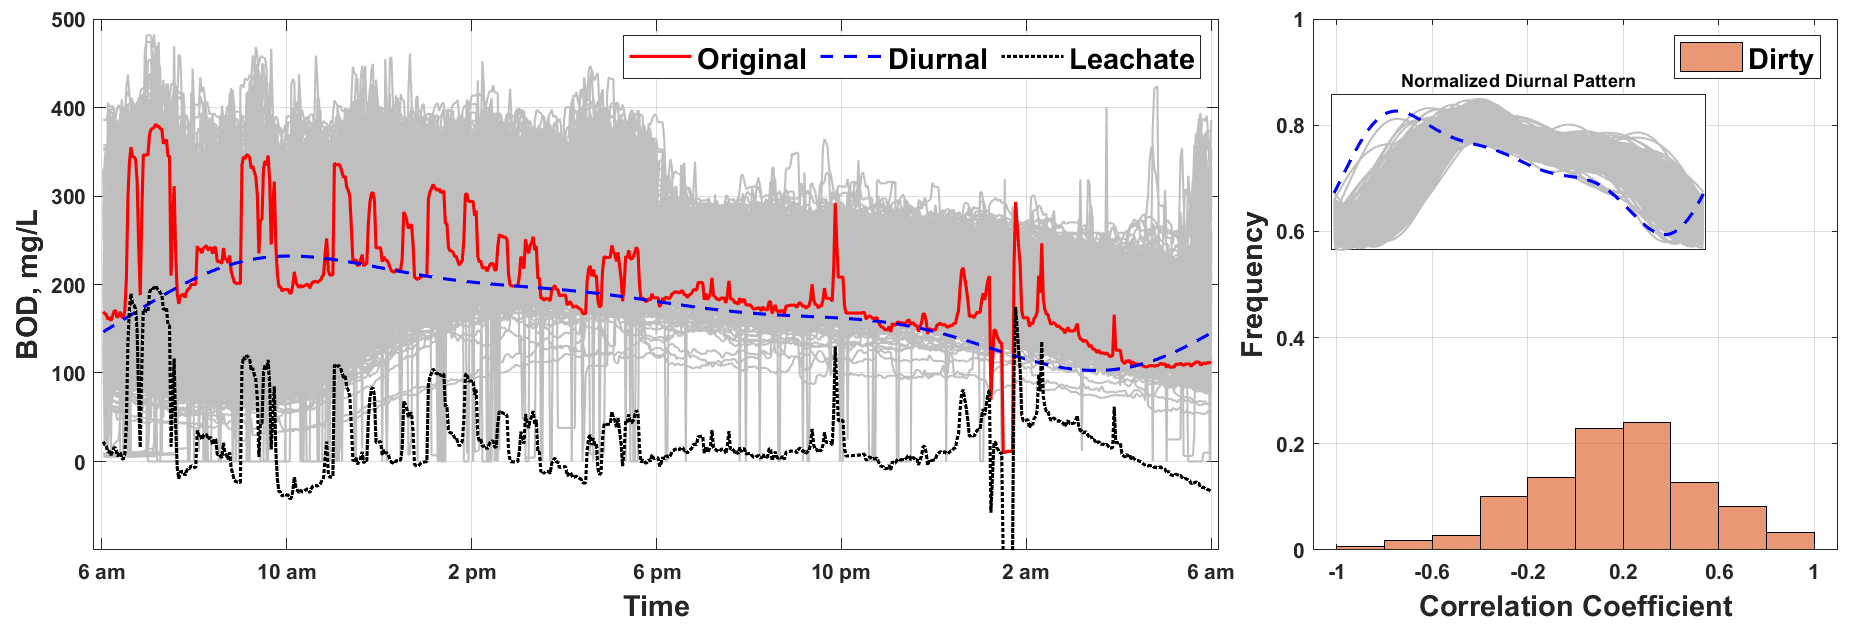 500
400
300
200
100
0
BOD, mg/L
Original Diurnal Leachate
6 am 10 am 2 pm 6 pm 10 pm 2 am 6 am
Time
1
0.8
0.6
0.4
0.2
0
Frequency
Dirty
Normalized Diurnal Pattern
-1 -0.6 -0.2 0.2 0.6 1
Correlation Coefficient